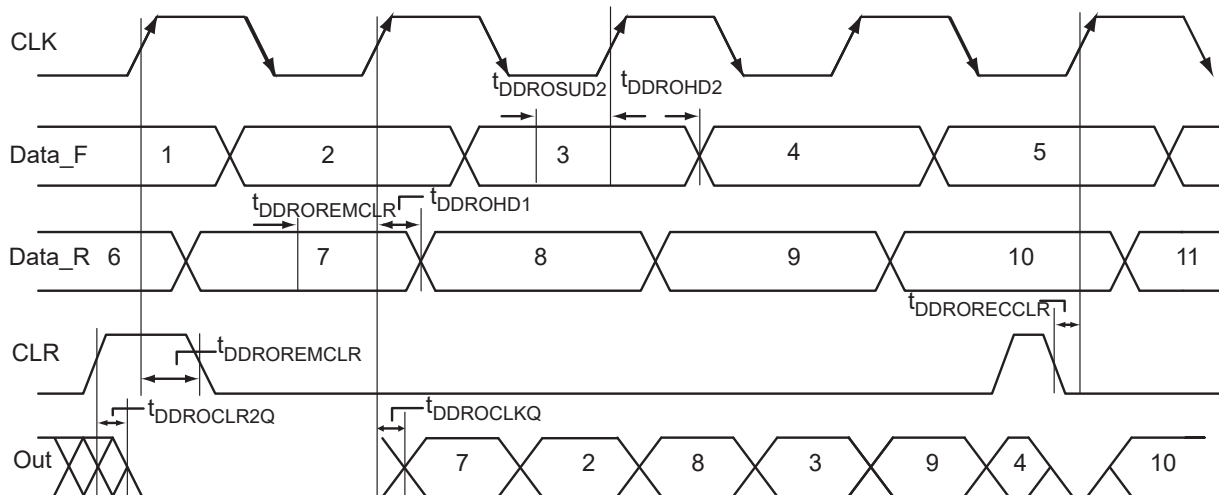 CLK
tDDROSUD2 tDDROHD2
Data_F 1 2 3 4 5
tDDROREMCLR tDDROHD1
Data_R 6 7 8 9 10 11
tDDRORECCLR
CLR
tDDROREMCLR
tDDROCLR2Q tDDROCLKQ
Out 7 2 8 3 9 4 10